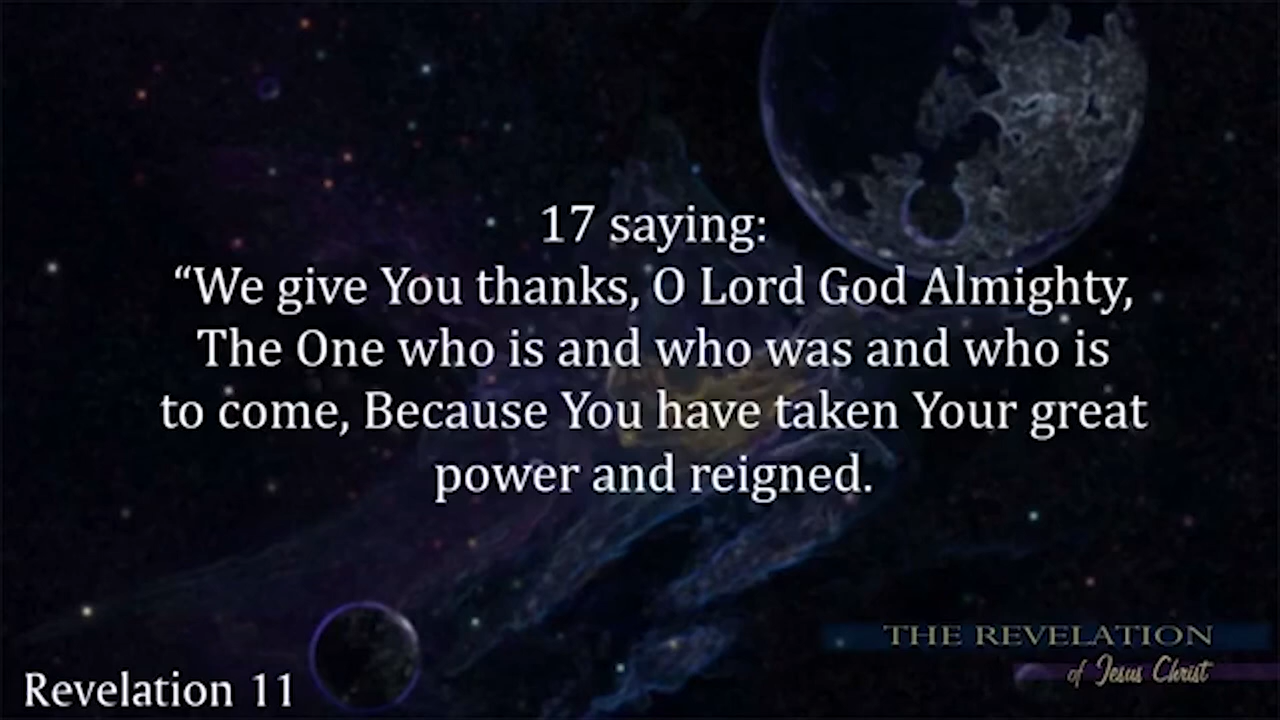 17 saying:
“We give You thanks, O Lord God Almighty,
The One who is and who was and who is
to come, Because You have taken Your great
power and reigned.
THE REVELATION
of Jesus Christ
Revelation 11